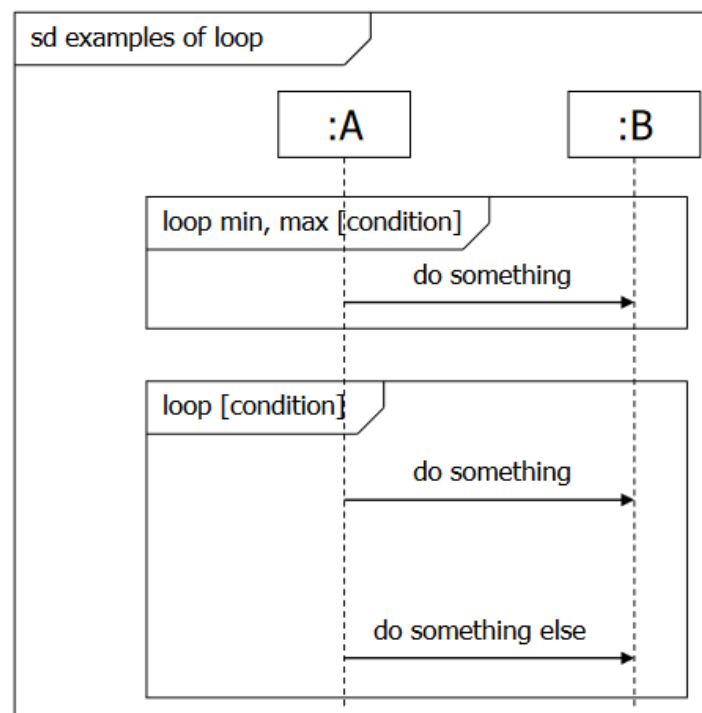 sd examples of loop
:A
:B
loop min, max [condition]
do something
loop [condition]
do something
do something else